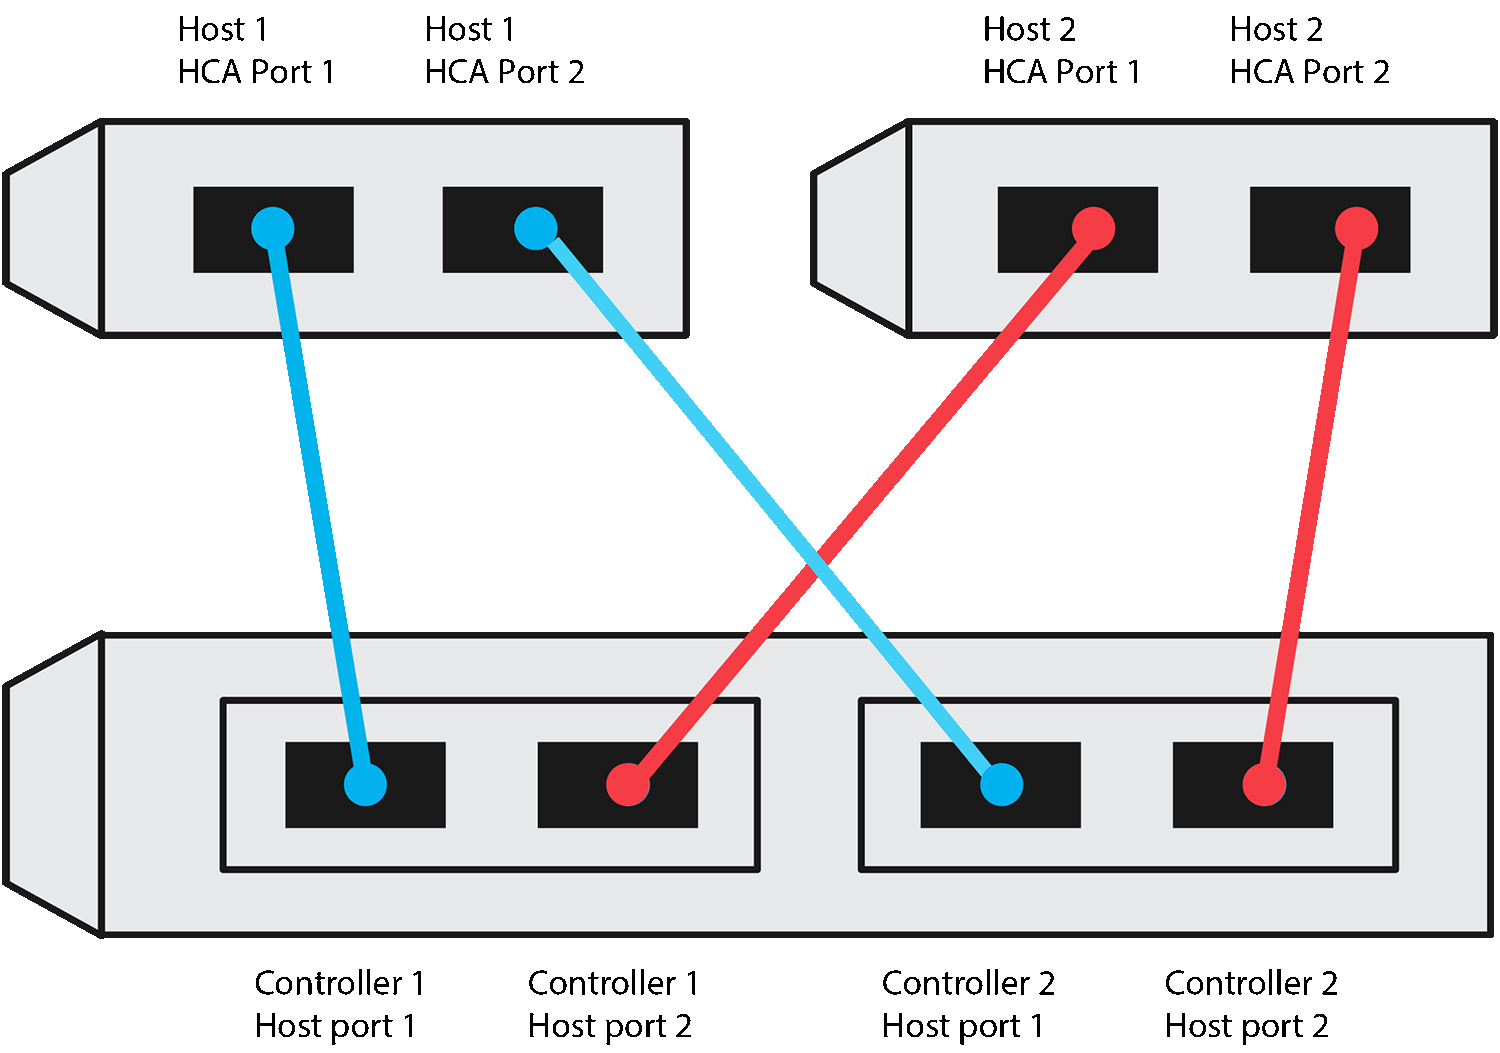 Host 1
HCA Port 1
Host 1
HCA Port 2
Host 2
HCA Port 1
Host 2
HCA Port 2
Controller 1
Host port 1
Controller 1
Host port 2
Controller 2
Host port 1
Controller 2
Host port 2